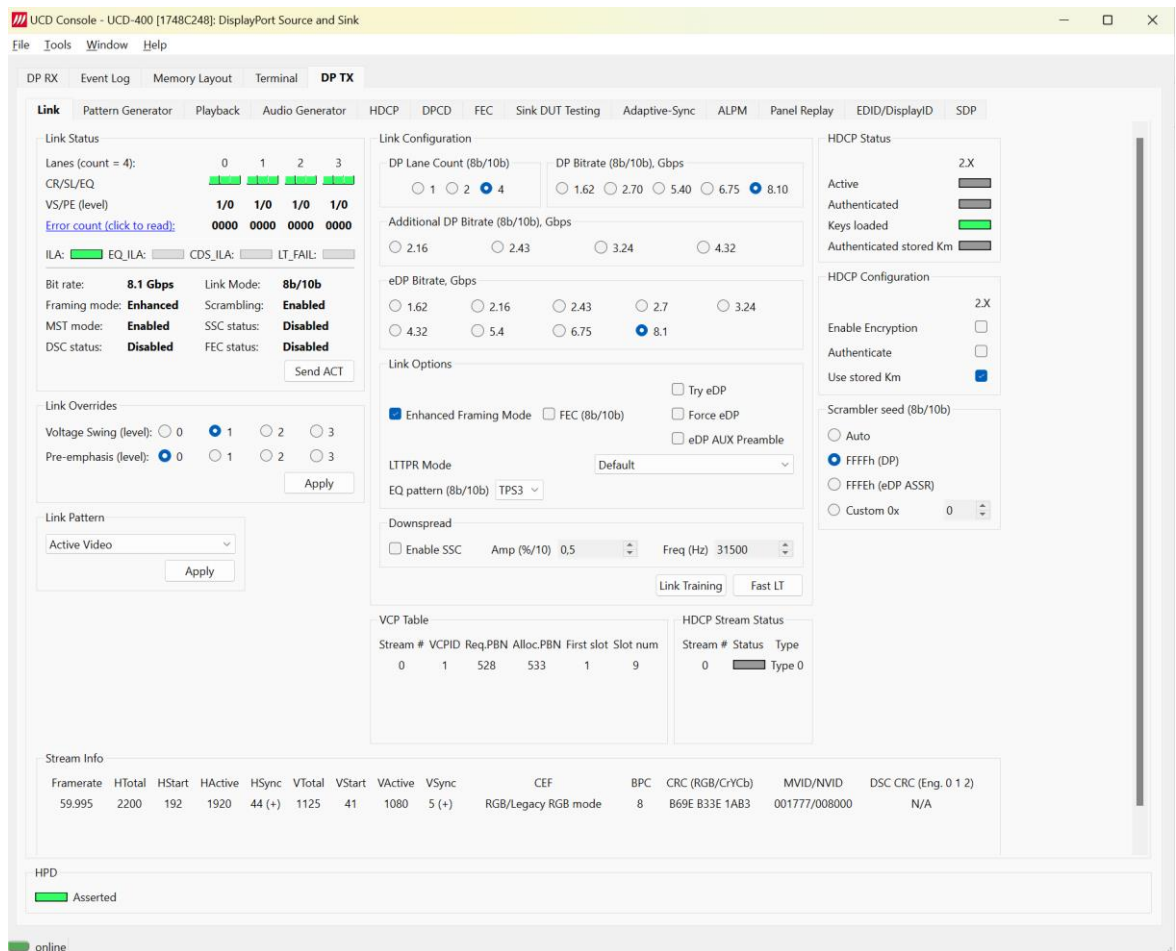 UCD Console - UCD-400 [1748C248]: DisplayPort Source and Sink
File Tools Window Help
DP RX Event Log Memory Layout Terminal DP TX
Link Pattern Generator Playback Audio Generator HDCP DPCD FEC Sink DUT Testing Adaptive-Sync ALPM Panel Replay EDID/DisplayID SDP
Link Status
Lanes (count = 4): 0 1 2 3
CR/SL/EQ
VS/PE (level) 1/0 1/0 1/0 1/0
Error count (click to read): 0000 0000 0000 0000
ILA: EQ_ILA: CDS_ILA: LT_FAIL:
Bit rate: 8.1 Gbps Link Mode: 8b/10b
Framing mode: Enhanced Scrambling: Enabled
MST mode: Enabled SSC status: Disabled
DSC status: Disabled FEC status: Disabled
Send ACT
Link Overrides
Voltage Swing (level): 0 1 2 3
Pre-emphasis (level): 0 1 2 3
Apply
Link Pattern
Active Video
Apply
Link Configuration
DP Lane Count (8b/10b)
1 2 4
DP Bitrate (8b/10b), Gbps
1.62 2.70 5.40 6.75 8.10
Additional DP Bitrate (8b/10b), Gbps
2.16 2.43 3.24 4.32
eDP Bitrate, Gbps
1.62 2.16 2.43 2.7 3.24
4.32 5.4 6.75 8.1
Link Options
Try eDP
Enhanced Framing Mode FEC (8b/10b) Force eDP
eDP AUX Preamble
LTTPR Mode Default
EQ pattern (8b/10b) TPS3
Downspread
Enable SSC Amp (%/10) 0,5 Freq (Hz) 31500
Link Training Fast LT
HDCP Status
2.X
Active
Authenticated
Keys loaded
Authenticated stored Km
HDCP Configuration
2.X
Enable Encryption
Authenticate
Use stored Km
Scrambler seed (8b/10b)
Auto
FFFFh (DP)
FFFEh (eDP ASSR)
Custom 0x 0
VCP Table
Stream # VCPID Req.PBN Alloc.PBN First slot Slot num
0 1 528 533 1 9
HDCP Stream Status
Stream # Status Type
0 Type 0
Stream Info
Framerate HTotal HStart HActive HSync VTotal VStart VActive VSync CEF BPC CRC (RGB/CrYCb) MVID/NVID DSC CRC (Eng. 0 1 2)
59.995 2200 192 1920 44 (+) 1125 41 1080 5 (+) RGB/Legacy RGB mode 8 B69E B33E 1AB3 001777/008000 N/A
HPD
Asserted
online